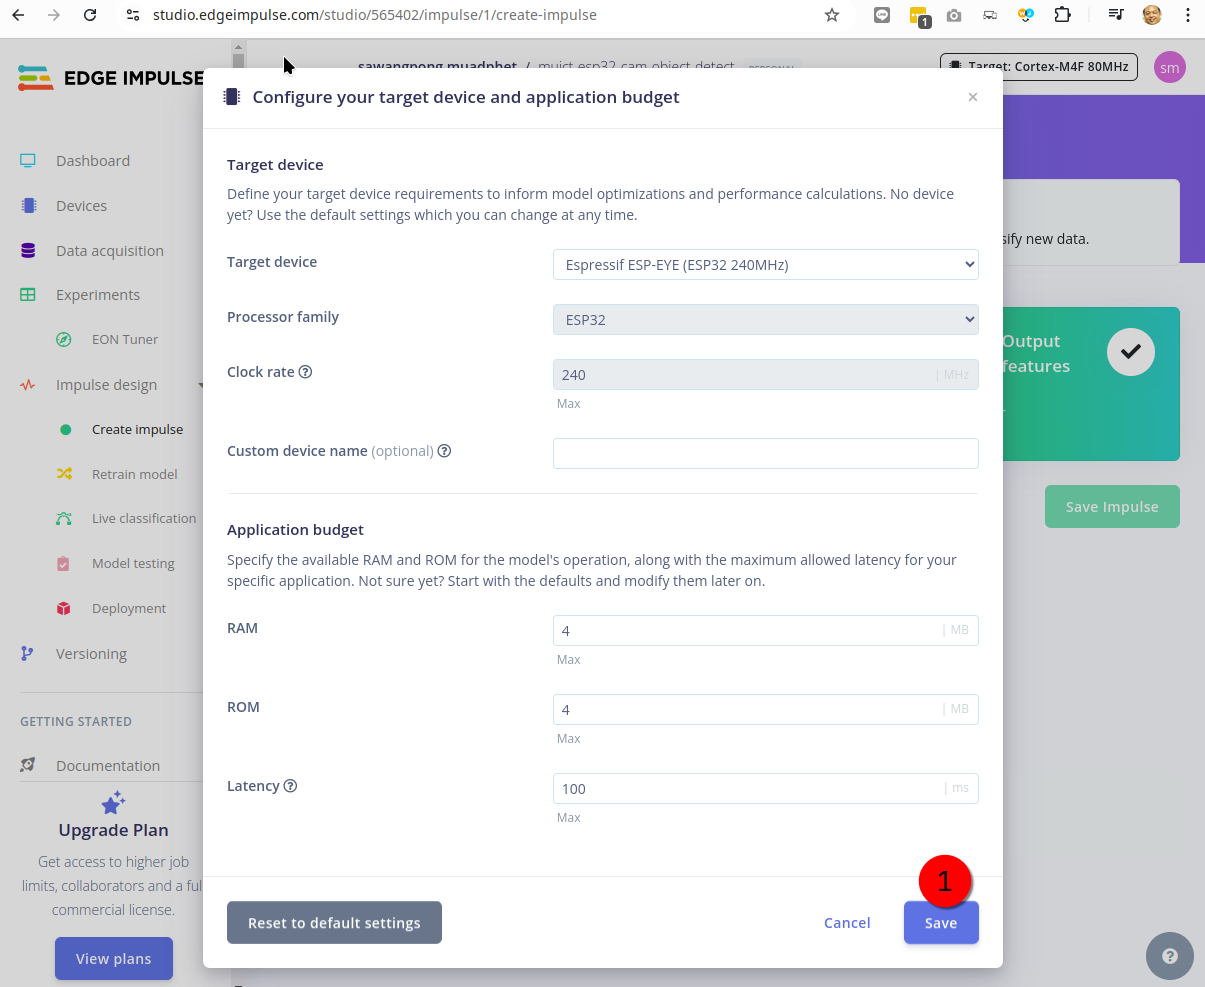 studio.edgeimpulse.com/studio/565402/impulse/1/create-impulse
1
EDGE IMPULSE
sawangpong muadphet / muict esp32 cam object detect PERSONAL
Target: Cortex-M4F 80MHz
sm
Dashboard
Devices
Data acquisition
Experiments
EON Tuner
Impulse design
Create impulse
Retrain model
Live classification
Model testing
Deployment
Versioning
GETTING STARTED
Documentation
Upgrade Plan
Get access to higher job
limits, collaborators and a full
commercial license.
View plans
Configure your target device and application budget
×
Target device
Define your target device requirements to inform model optimizations and performance calculations. No device
yet? Use the default settings which you can change at any time.
Target device
Espressif ESP-EYE (ESP32 240MHz)
Processor family
ESP32
Clock rate ?
240 | MHz
Max
Custom device name (optional) ?
Application budget
Specify the available RAM and ROM for the model's operation, along with the maximum allowed latency for your
specific application. Not sure yet? Start with the defaults and modify them later on.
RAM
4 | MB
Max
ROM
4 | MB
Max
Latency ?
100 | ms
Max
1
Reset to default settings
Cancel
Save
sify new data.
Output
features
Save Impulse
?